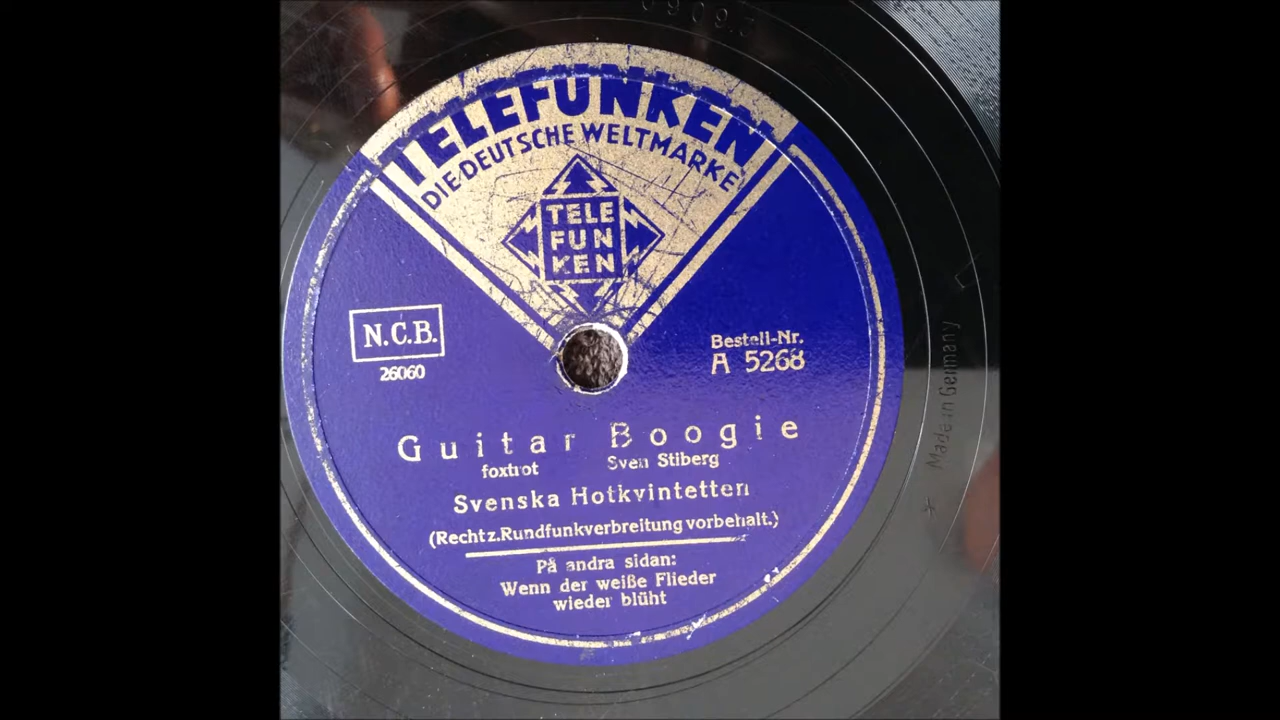 TELEFUNKEN
DIE DEUTSCHE WELTMARKE
TELE
FUN
KEN
N.C.B.
26060
Bestell-Nr.
A 5268
Guitar Boogie
foxtrot Sven Stiberg
Svenska Hotkvintetten
(Recht z. Rundfunkverbreitung vorbehalt.)
På andra sidan:
Wenn der weiße Flieder
wieder blüht
Made in Germany